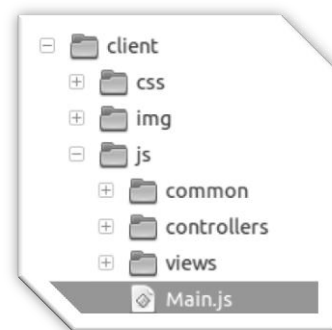 client
css
img
js
common
controllers
views
Main.js